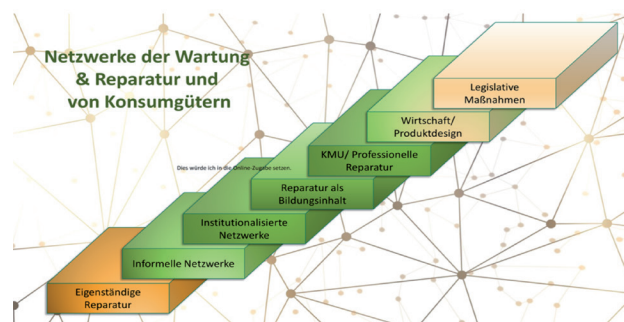 Netzwerke der Wartung
& Reparatur und
von Konsumgütern
Legislative
Maßnahmen
Wirtschaft/
Produktdesign
Dies würde ich in die Online Zugabe setzen.
KMU/ Professionelle
Reparatur
Reparatur als
Bildungsinhalt
Institutionalisierte
Netzwerke
Informelle Netzwerke
Eigenständige
Reparatur